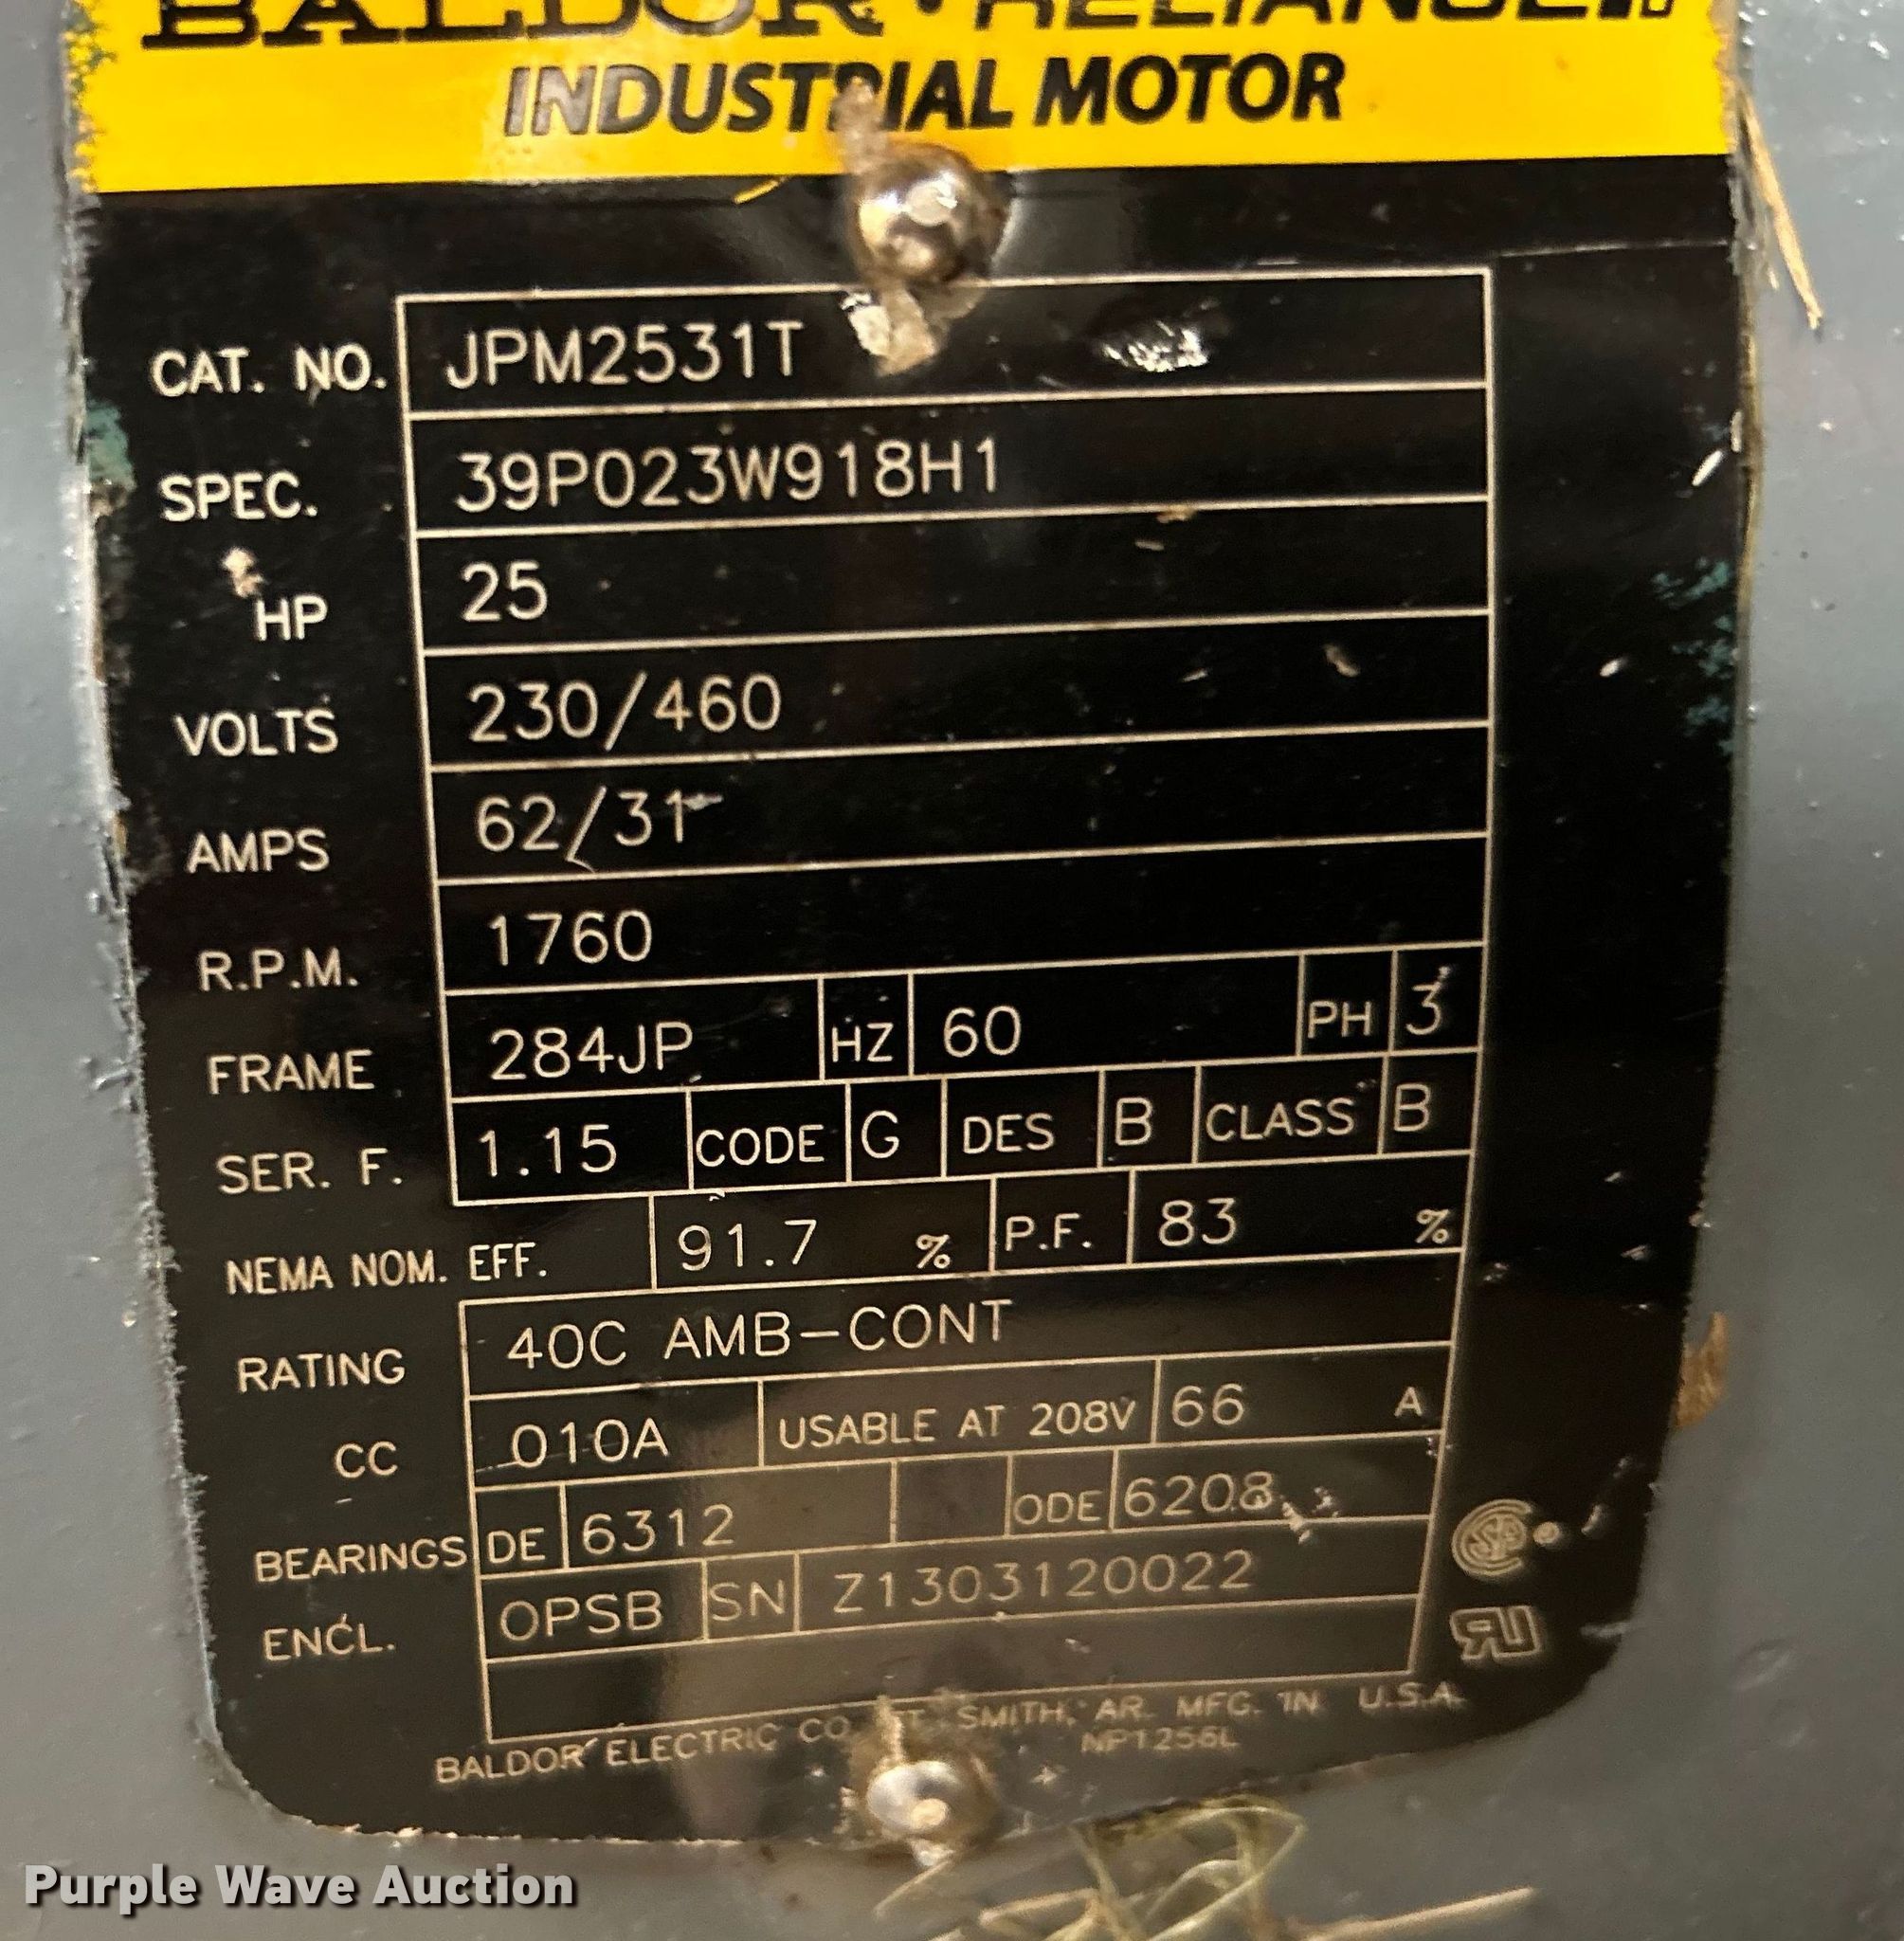 BALDOR • RELIANCE
INDUSTRIAL MOTOR
CAT. NO. JPM2531T
SPEC. 39P023W918H1
HP 25
VOLTS 230/460
AMPS 62/31
R.P.M. 1760
FRAME 284JP HZ 60 PH 3
SER. F. 1.15 CODE G DES B CLASS B
NEMA NOM. EFF. 91.7 % P.F. 83 %
RATING 40C AMB-CONT
CC 010A USABLE AT 208V 66 A
BEARINGS DE 6312 ODE 6208
ENCL. OPSB SN Z1303120022
BALDOR ELECTRIC CO. FT. SMITH, AR. MFG. IN U.S.A.
NP1256L
Purple Wave Auction